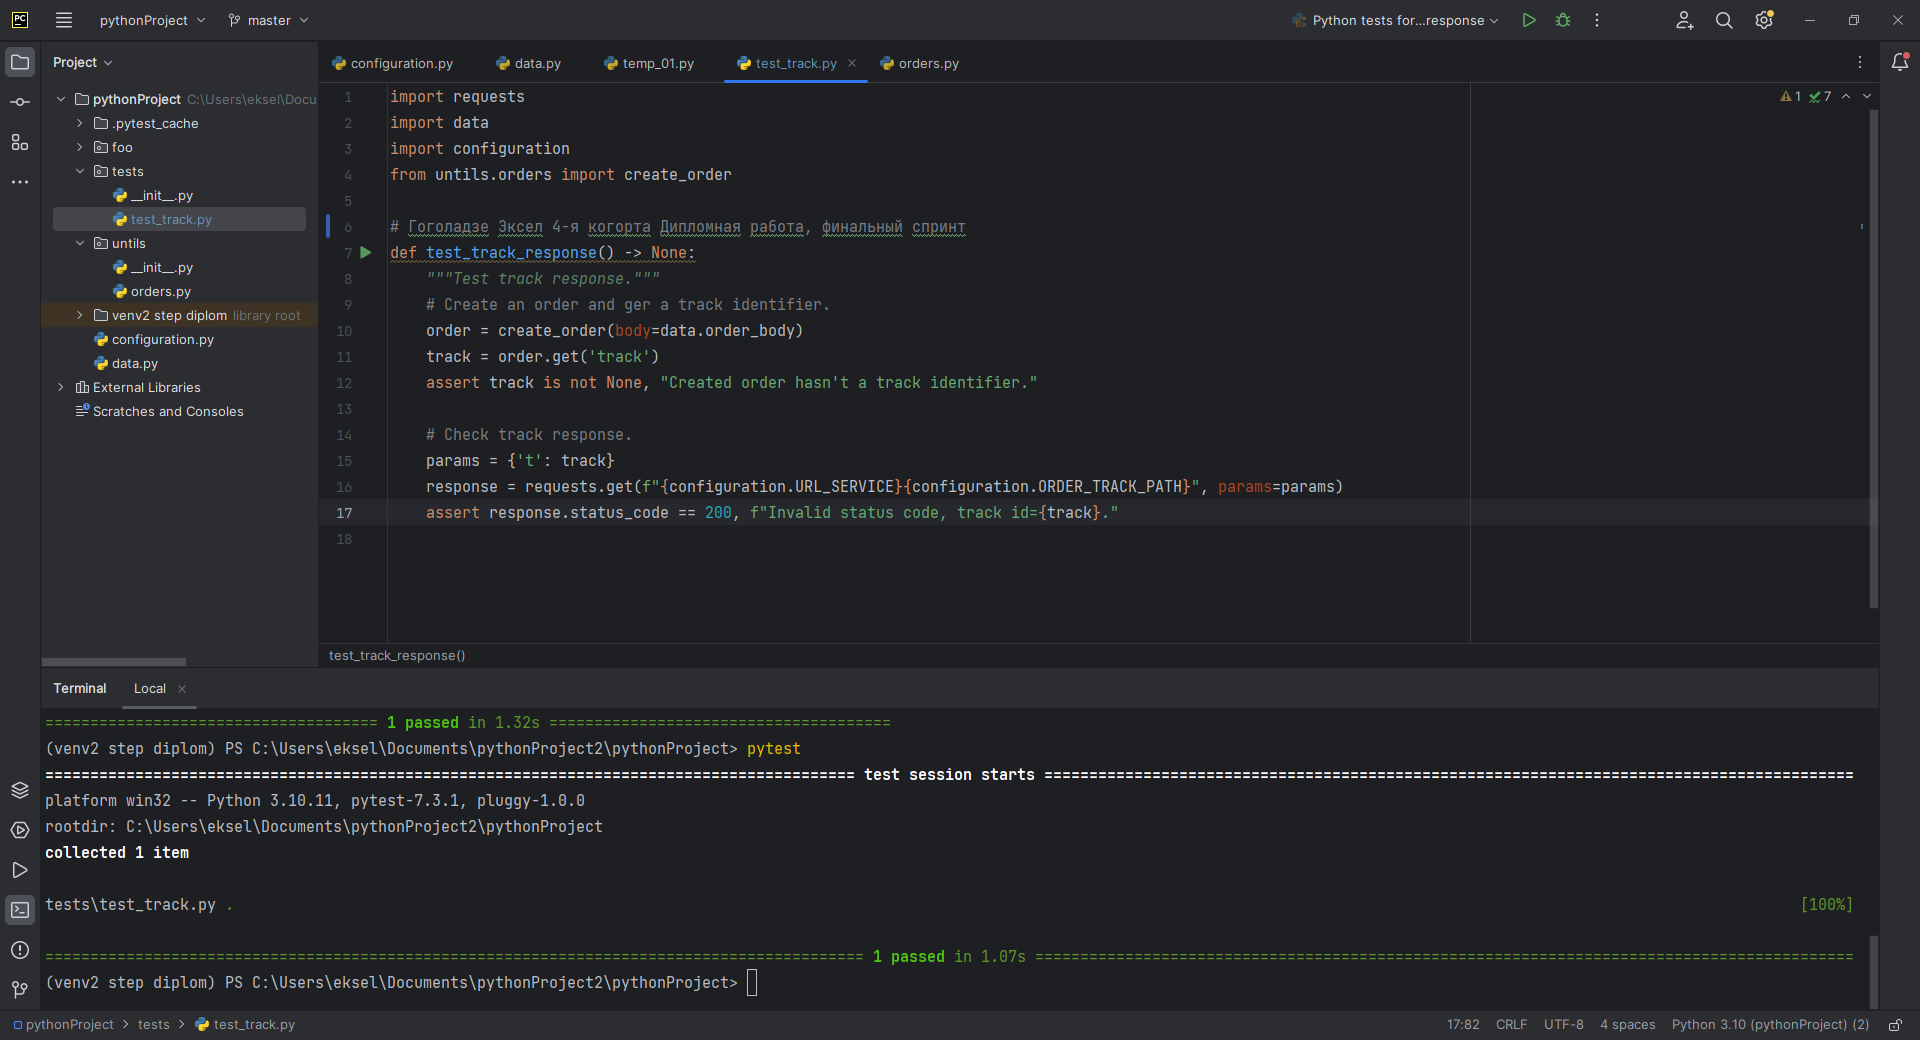 PC pythonProject master Python tests for...response
Project
configuration.py data.py temp_01.py test_track.py orders.py
pythonProject C:\Users\eksel\Docu
.pytest_cache
foo
tests
__init__.py
test_track.py
untils
__init__.py
orders.py
venv2 step diplom library root
configuration.py
data.py
External Libraries
Scratches and Consoles
1 7
1 import requests
2 import data
3 import configuration
4 from untils.orders import create_order
5
6 # Гоголадзе Эксел 4-я когорта Дипломная работа, финальный спринт
7 def test_track_response() -> None:
8 """Test track response."""
9 # Create an order and ger a track identifier.
10 order = create_order(body=data.order_body)
11 track = order.get('track')
12 assert track is not None, "Created order hasn't a track identifier."
13
14 # Check track response.
15 params = {'t': track}
16 response = requests.get(f"{configuration.URL_SERVICE}{configuration.ORDER_TRACK_PATH}", params=params)
17 assert response.status_code == 200, f"Invalid status code, track id={track}."
18
test_track_response()
Terminal Local
===================================== 1 passed in 1.32s ======================================
(venv2 step diplom) PS C:\Users\eksel\Documents\pythonProject2\pythonProject> pytest
========================================================================================== test session starts ==========================================================================================
platform win32 -- Python 3.10.11, pytest-7.3.1, pluggy-1.0.0
rootdir: C:\Users\eksel\Documents\pythonProject2\pythonProject
collected 1 item
tests\test_track.py . [100%]
=========================================================================================== 1 passed in 1.07s ===========================================================================================
(venv2 step diplom) PS C:\Users\eksel\Documents\pythonProject2\pythonProject>
pythonProject > tests > test_track.py 17:82 CRLF UTF-8 4 spaces Python 3.10 (pythonProject) (2)